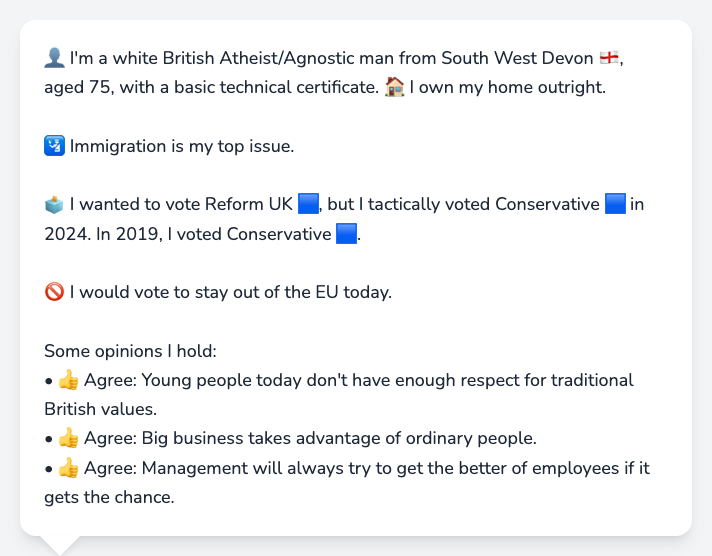 👤 I'm a white British Atheist/Agnostic man from South West Devon 🏴󠁧󠁢󠁥󠁮󠁧󠁿,
aged 75, with a basic technical certificate. 🏠 I own my home outright.
🛂 Immigration is my top issue.
🗳️ I wanted to vote Reform UK 🟦, but I tactically voted Conservative 🟦 in
2024. In 2019, I voted Conservative 🟦.
🚫 I would vote to stay out of the EU today.
Some opinions I hold:
• 👍 Agree: Young people today don't have enough respect for traditional
British values.
• 👍 Agree: Big business takes advantage of ordinary people.
• 👍 Agree: Management will always try to get the better of employees if it
gets the chance.